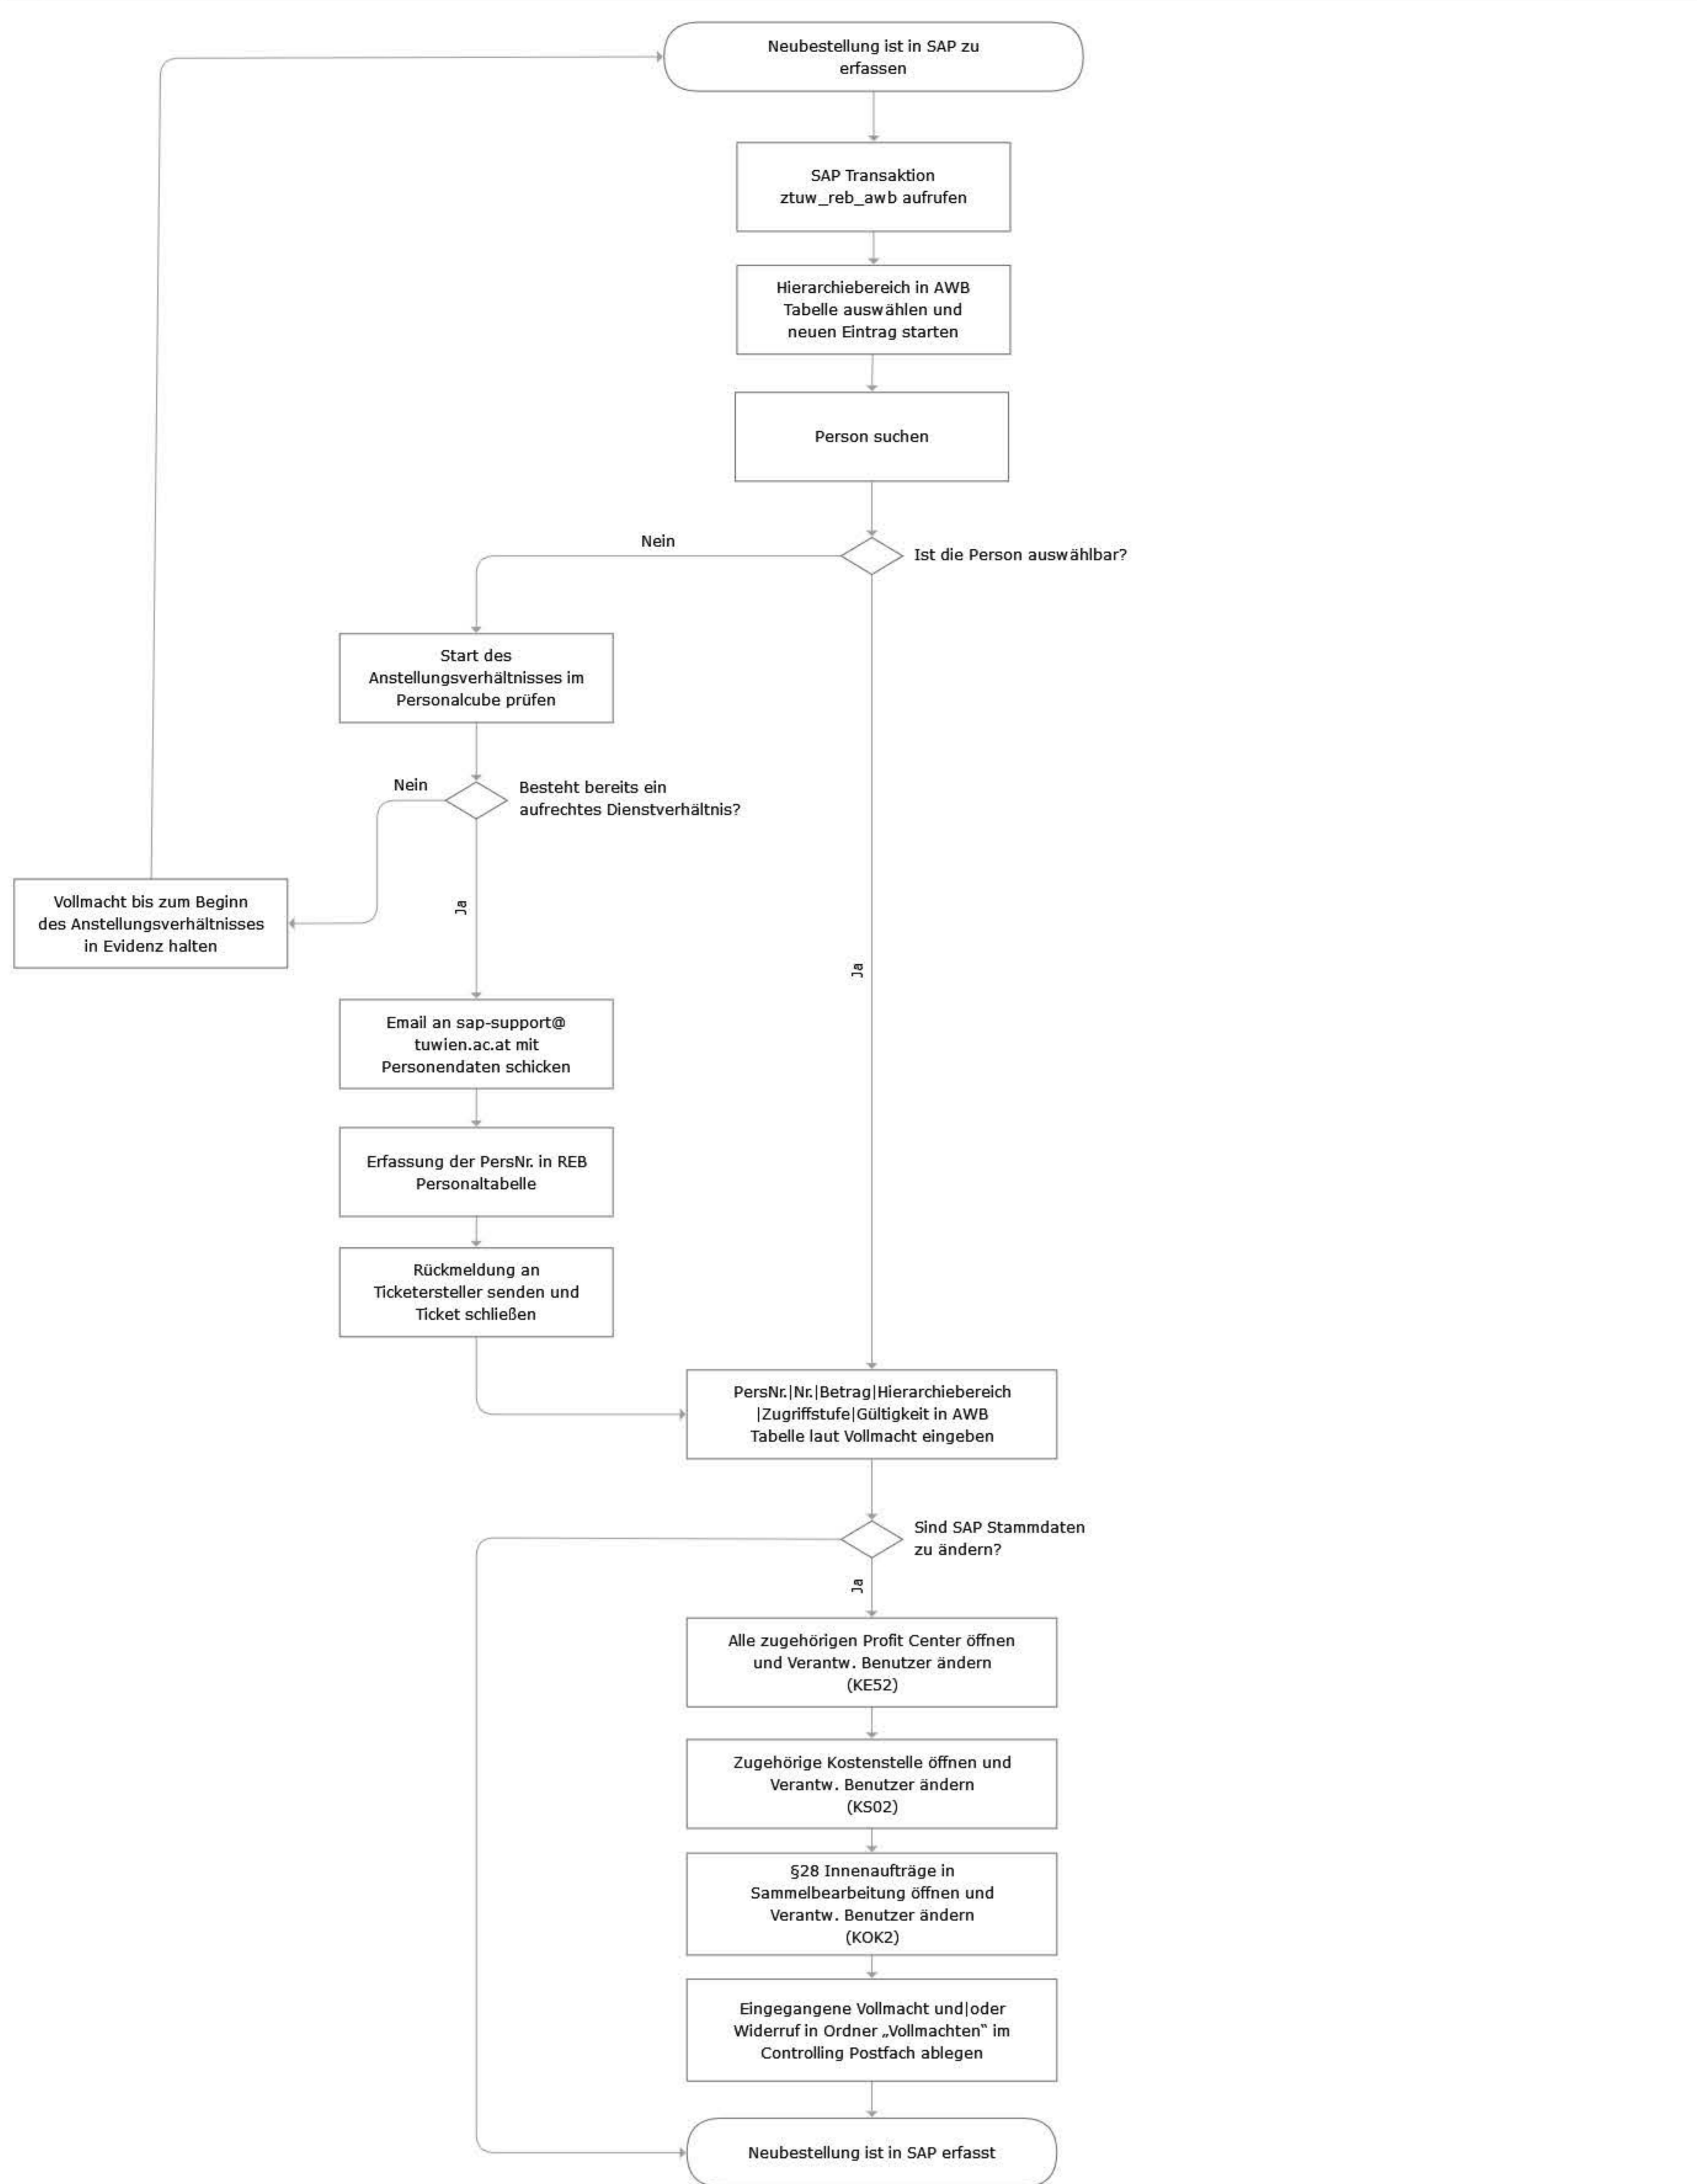 Neubestellung ist in SAP zu
erfassen
SAP Transaktion
ztuw_reb_awb aufrufen
Hierarchiebereich in AWB
Tabelle auswählen und
neuen Eintrag starten
Person suchen
Nein
Ist die Person auswählbar?
Start des
Anstellungsverhältnisses im
Personalcube prüfen
Nein
Besteht bereits ein
aufrechtes Dienstverhältnis?
Vollmacht bis zum Beginn
des Anstellungsverhältnisses
in Evidenz halten
Ja
Ja
Email an sap-support@
tuwien.ac.at mit
Personendaten schicken
Erfassung der PersNr. in REB
Personaltabelle
Rückmeldung an
Ticketersteller senden und
Ticket schließen
PersNr.|Nr.|Betrag|Hierarchiebereich
|Zugriffstufe|Gültigkeit in AWB
Tabelle laut Vollmacht eingeben
Sind SAP Stammdaten
zu ändern?
Ja
Alle zugehörigen Profit Center öffnen
und Verantw. Benutzer ändern
(KE52)
Zugehörige Kostenstelle öffnen und
Verantw. Benutzer ändern
(KS02)
§28 Innenaufträge in
Sammelbearbeitung öffnen und
Verantw. Benutzer ändern
(KOK2)
Eingegangene Vollmacht und|oder
Widerruf in Ordner „Vollmachten“ im
Controlling Postfach ablegen
Neubestellung ist in SAP erfasst